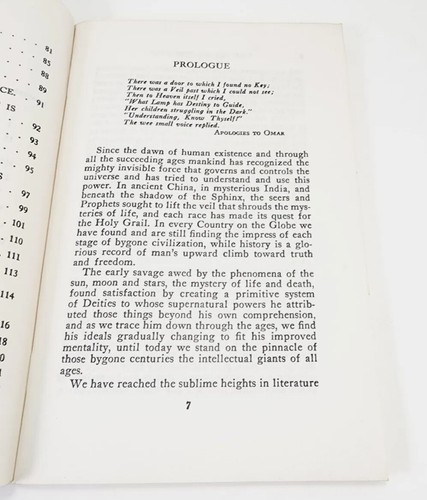 81
85
88
89
CE.
91
IS
92
93
94
95
S
97
99
101
110
111
113
114
16
18
0
1
PROLOGUE
There was a door to which I found no Key;
There was a Veil past which I could not see;
Then to Heaven itself I cried,
"What Lamp has Destiny to Guide,
Her children struggling in the Dark."
"Understanding, Know Thyself!"
The wee small voice replied.
APOLOGIES TO OMAR
Since the dawn of human existence and through
all the succeeding ages mankind has recognized the
mighty invisible force that governs and controls the
universe and has tried to understand and use this
power. In ancient China, in mysterious India, and
beneath the shadow of the Sphinx, the seers and
Prophets sought to lift the veil that shrouds the mys-
teries of life, and each race has made its quest for
the Holy Grail. In every Country on the Globe we
have found and are still finding the impress of each
stage of bygone civilization, while history is a glo-
rious record of man's upward climb toward truth
and freedom.
The early savage awed by the phenomena of the
sun, moon and stars, the mystery of life and death,
found satisfaction by creating a primitive system
of Deities to whose supernatural powers he attrib-
uted those things beyond his own comprehension,
and as we trace him down through the ages, we find
his ideals gradually changing to fit his improved
mentality, until today we stand on the pinnacle of
those bygone centuries the intellectual giants of all
ages.
We have reached the sublime heights in literature
7